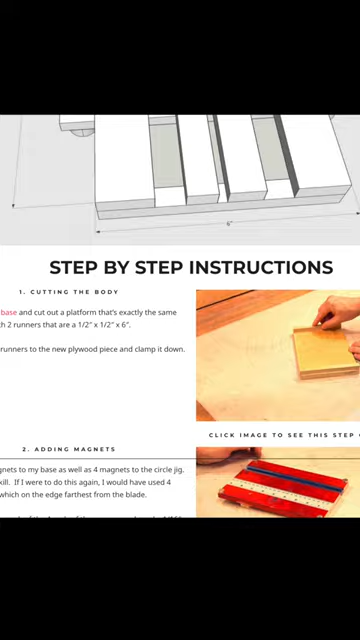 6"
STEP BY STEP INSTRUCTIONS
1. CUTTING THE BODY
base and cut out a platform that's exactly the same
2 runners that are a 1/2" x 1/2" x 6".
runners to the new plywood piece and clamp it down.
CLICK IMAGE TO SEE THIS STEP
2. ADDING MAGNETS
to my base as well as 4 magnets to the circle jig.
If I were to do this again, I would have used 4
which on the edge farthest from the blade.